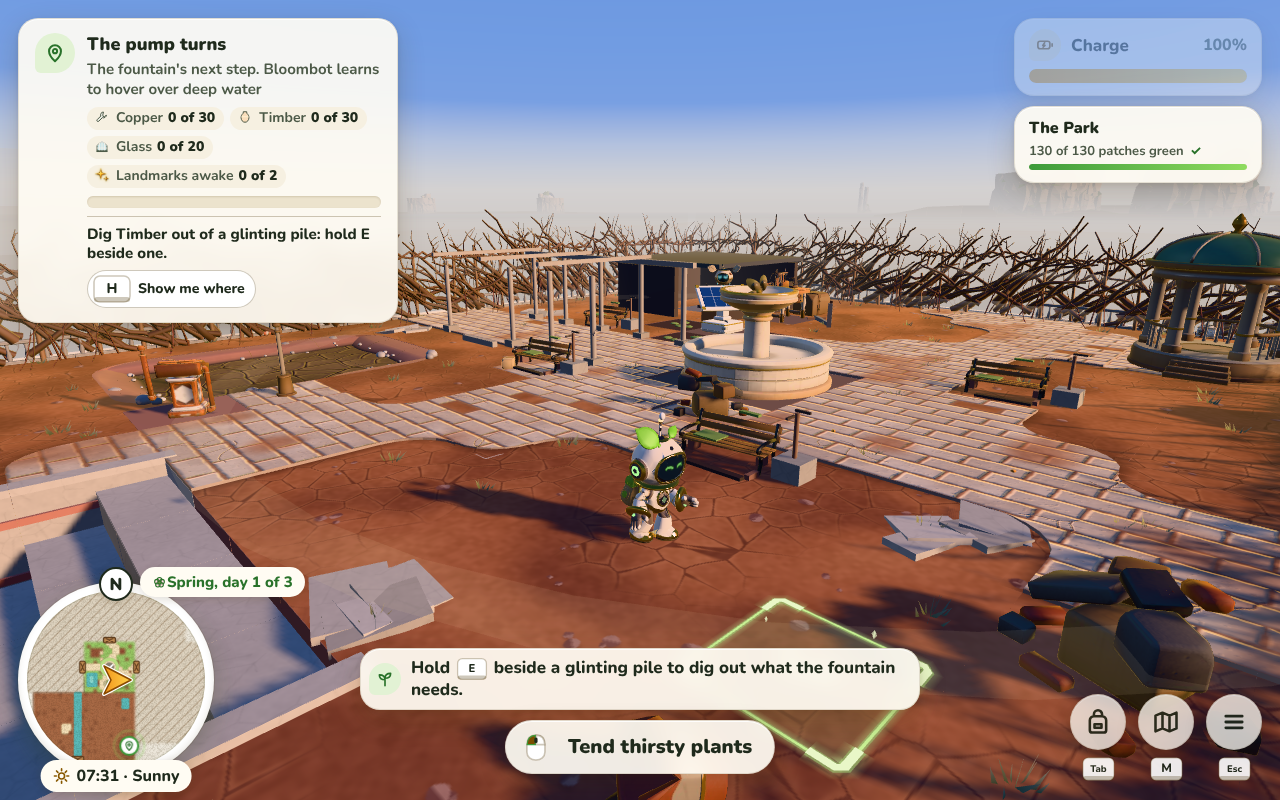 The pump turns
The fountain's next step. Bloombot learns
to hover over deep water
Copper 0 of 30
Timber 0 of 30
Glass 0 of 20
Landmarks awake 0 of 2
Dig Timber out of a glinting pile: hold E
beside one.
H Show me where
Charge 100%
The Park
130 of 130 patches green
N
Spring, day 1 of 3
07:31 · Sunny
Hold E beside a glinting pile to dig out what the fountain
needs.
Tend thirsty plants
Tab
M
Esc